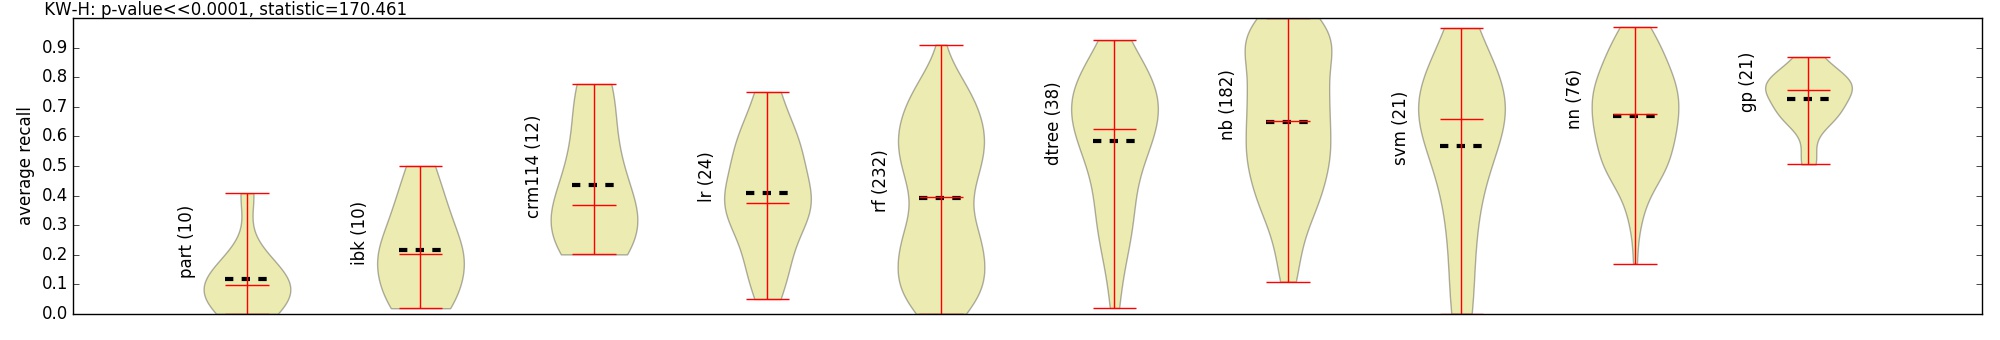 KW-H: p-value<<0.0001, statistic=170.461
average recall
0.9
0.8
0.7
0.6
0.5
0.4
0.3
0.2
0.1
0.0
part (10)
ibk (10)
crm114 (12)
lr (24)
rf (232)
dtree (38)
nb (182)
svm (21)
nn (76)
gp (21)